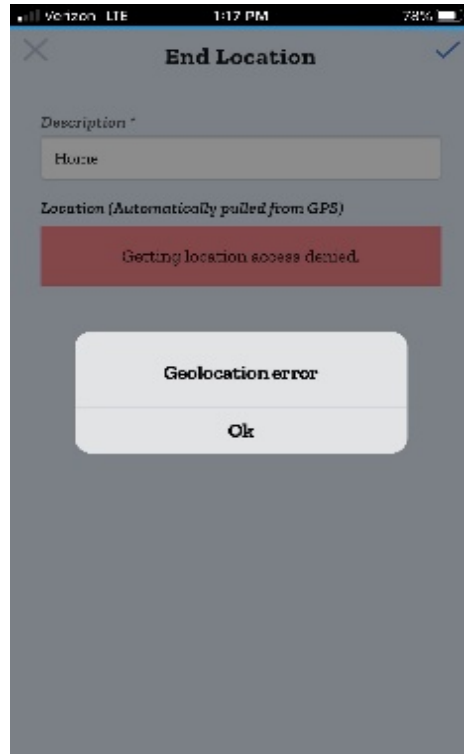 Verizon LTE 1:17 PM 78%
End Location
Description *
Home
Location (Automatically pulled from GPS)
Getting location access denied.
Geolocation error
Ok